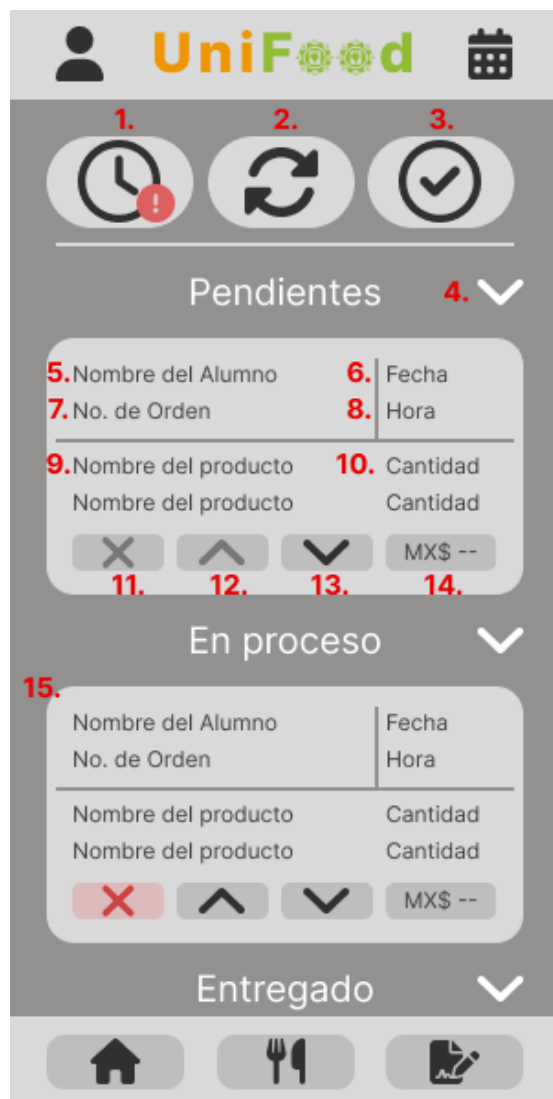 UniFood
1. 2. 3.
!
Pendientes 4.
5. Nombre del Alumno 6. Fecha
7. No. de Orden 8. Hora
9. Nombre del producto 10. Cantidad
Nombre del producto Cantidad
MX$ --
11. 12. 13. 14.
En proceso
15.
Nombre del Alumno Fecha
No. de Orden Hora
Nombre del producto Cantidad
Nombre del producto Cantidad
MX$ --
Entregado